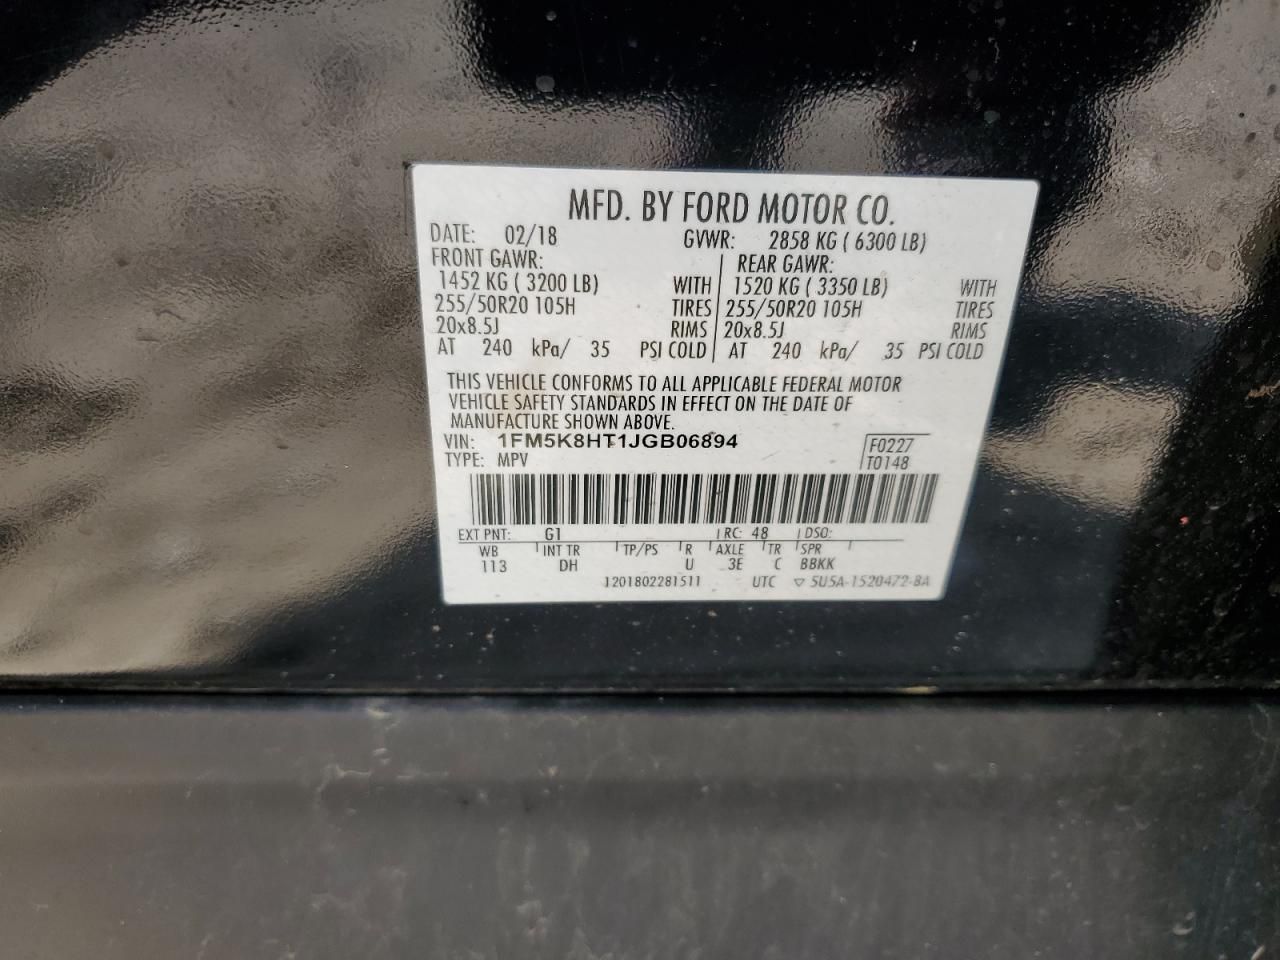 MFD. BY FORD MOTOR CO.
DATE: 02/18 GVWR: 2858 KG ( 6300 LB)
FRONT GAWR: REAR GAWR:
1452 KG ( 3200 LB) WITH 1520 KG ( 3350 LB) WITH
255/50R20 105H TIRES 255/50R20 105H TIRES
20x8.5J RIMS 20x8.5J RIMS
AT 240 kPa/ 35 PSI COLD AT 240 kPa/ 35 PSI COLD
THIS VEHICLE CONFORMS TO ALL APPLICABLE FEDERAL MOTOR
VEHICLE SAFETY STANDARDS IN EFFECT ON THE DATE OF
MANUFACTURE SHOWN ABOVE.
VIN: 1FM5K8HT1JGB06894 F0227
TYPE: MPV T0148
EXT PNT: G1 RC: 48 DSO:
WB INT TR TP/PS R AXLE TR SPR
113 DH U 3E C BBKK
1201802281511 UTC ▽ 5U5A-1520472-BA